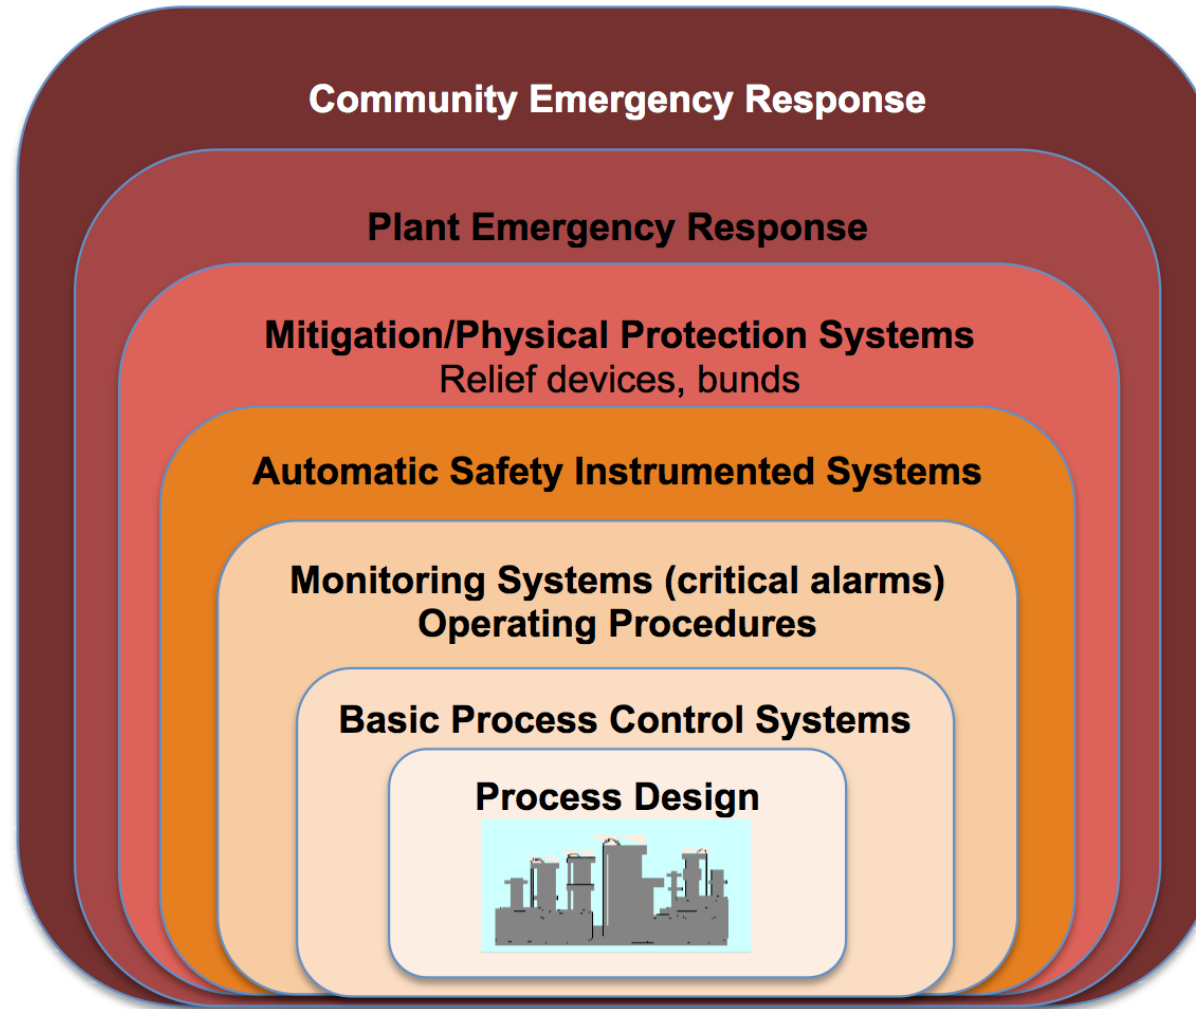 Community Emergency Response
Plant Emergency Response
Mitigation/Physical Protection Systems
Relief devices, bunds
Automatic Safety Instrumented Systems
Monitoring Systems (critical alarms)
Operating Procedures
Basic Process Control Systems
Process Design